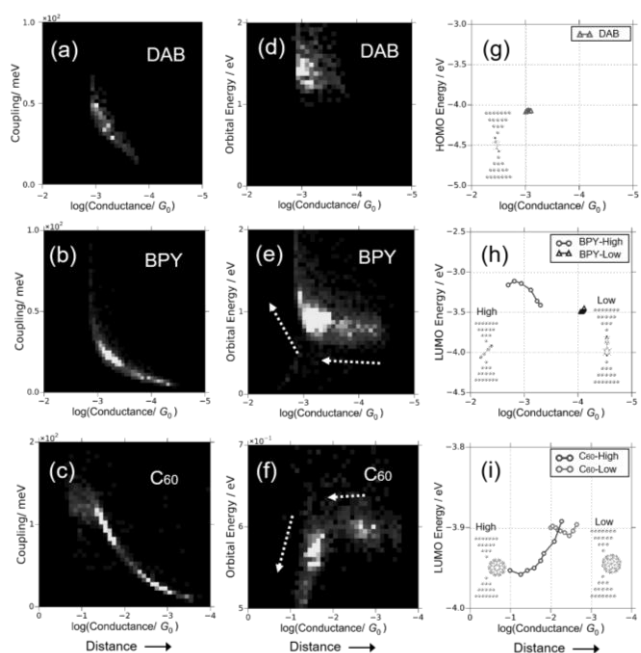 (a) DAB
×10²
1.0
0.5
0.0
Coupling/ meV
−2 −3 −4 −5
log(Conductance/ G₀)
(d) DAB
2
1
0
Orbital Energy / eV
−2 −3 −4 −5
log(Conductance/ G₀)
(g) DAB
−3.0
−3.5
−4.0
−4.5
−5.0
HOMO Energy / eV
−2 −3 −4 −5
log(Conductance/ G₀)
(b) BPY
×10²
1.0
0.5
0.0
Coupling/ meV
−2 −3 −4 −5
log(Conductance/ G₀)
(e) BPY
2
1
0
Orbital Energy / eV
−2 −3 −4 −5
log(Conductance/ G₀)
(h) BPY-High
BPY-Low
High
Low
−2.5
−3.0
−3.5
−4.0
−4.5
LUMO Energy / eV
−2 −3 −4 −5
log(Conductance/ G₀)
(c) C₆₀
×10²
2
1
0
Coupling/ meV
0 −1 −2 −3 −4
log(Conductance/ G₀)
Distance →
(f) C₆₀
×10⁻¹
7
6
5
Orbital Energy / eV
0 −1 −2 −3 −4
log(Conductance/ G₀)
Distance →
(i) C₆₀-High
C₆₀-Low
High
Low
−3.8
−3.9
−4.0
LUMO Energy / eV
0 −1 −2 −3 −4
log(Conductance/ G₀)
Distance →